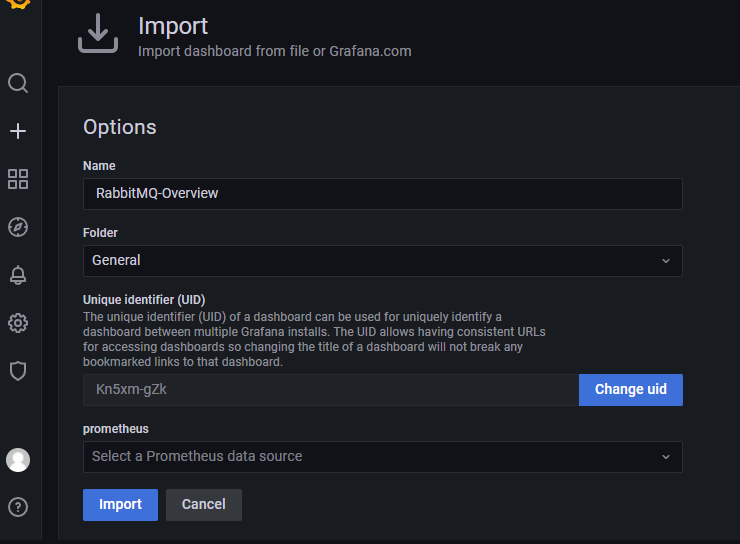 Import
Import dashboard from file or Grafana.com
Options
Name
RabbitMQ-Overview
Folder
General
Unique identifier (UID)
The unique identifier (UID) of a dashboard can be used for uniquely identify a
dashboard between multiple Grafana installs. The UID allows having consistent URLs
for accessing dashboards so changing the title of a dashboard will not break any
bookmarked links to that dashboard.
Kn5xm-gZk
Change uid
prometheus
Select a Prometheus data source
Import
Cancel